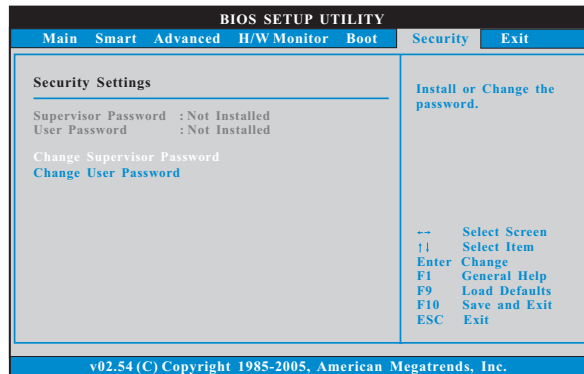 BIOS SETUP UTILITY
Main Smart Advanced H/W Monitor Boot Security Exit
Security Settings
Supervisor Password : Not Installed
User Password : Not Installed
Change Supervisor Password
Change User Password
Install or Change the
password.
←→ Select Screen
↑↓ Select Item
Enter Change
F1 General Help
F9 Load Defaults
F10 Save and Exit
ESC Exit
v02.54 (C) Copyright 1985-2005, American Megatrends, Inc.